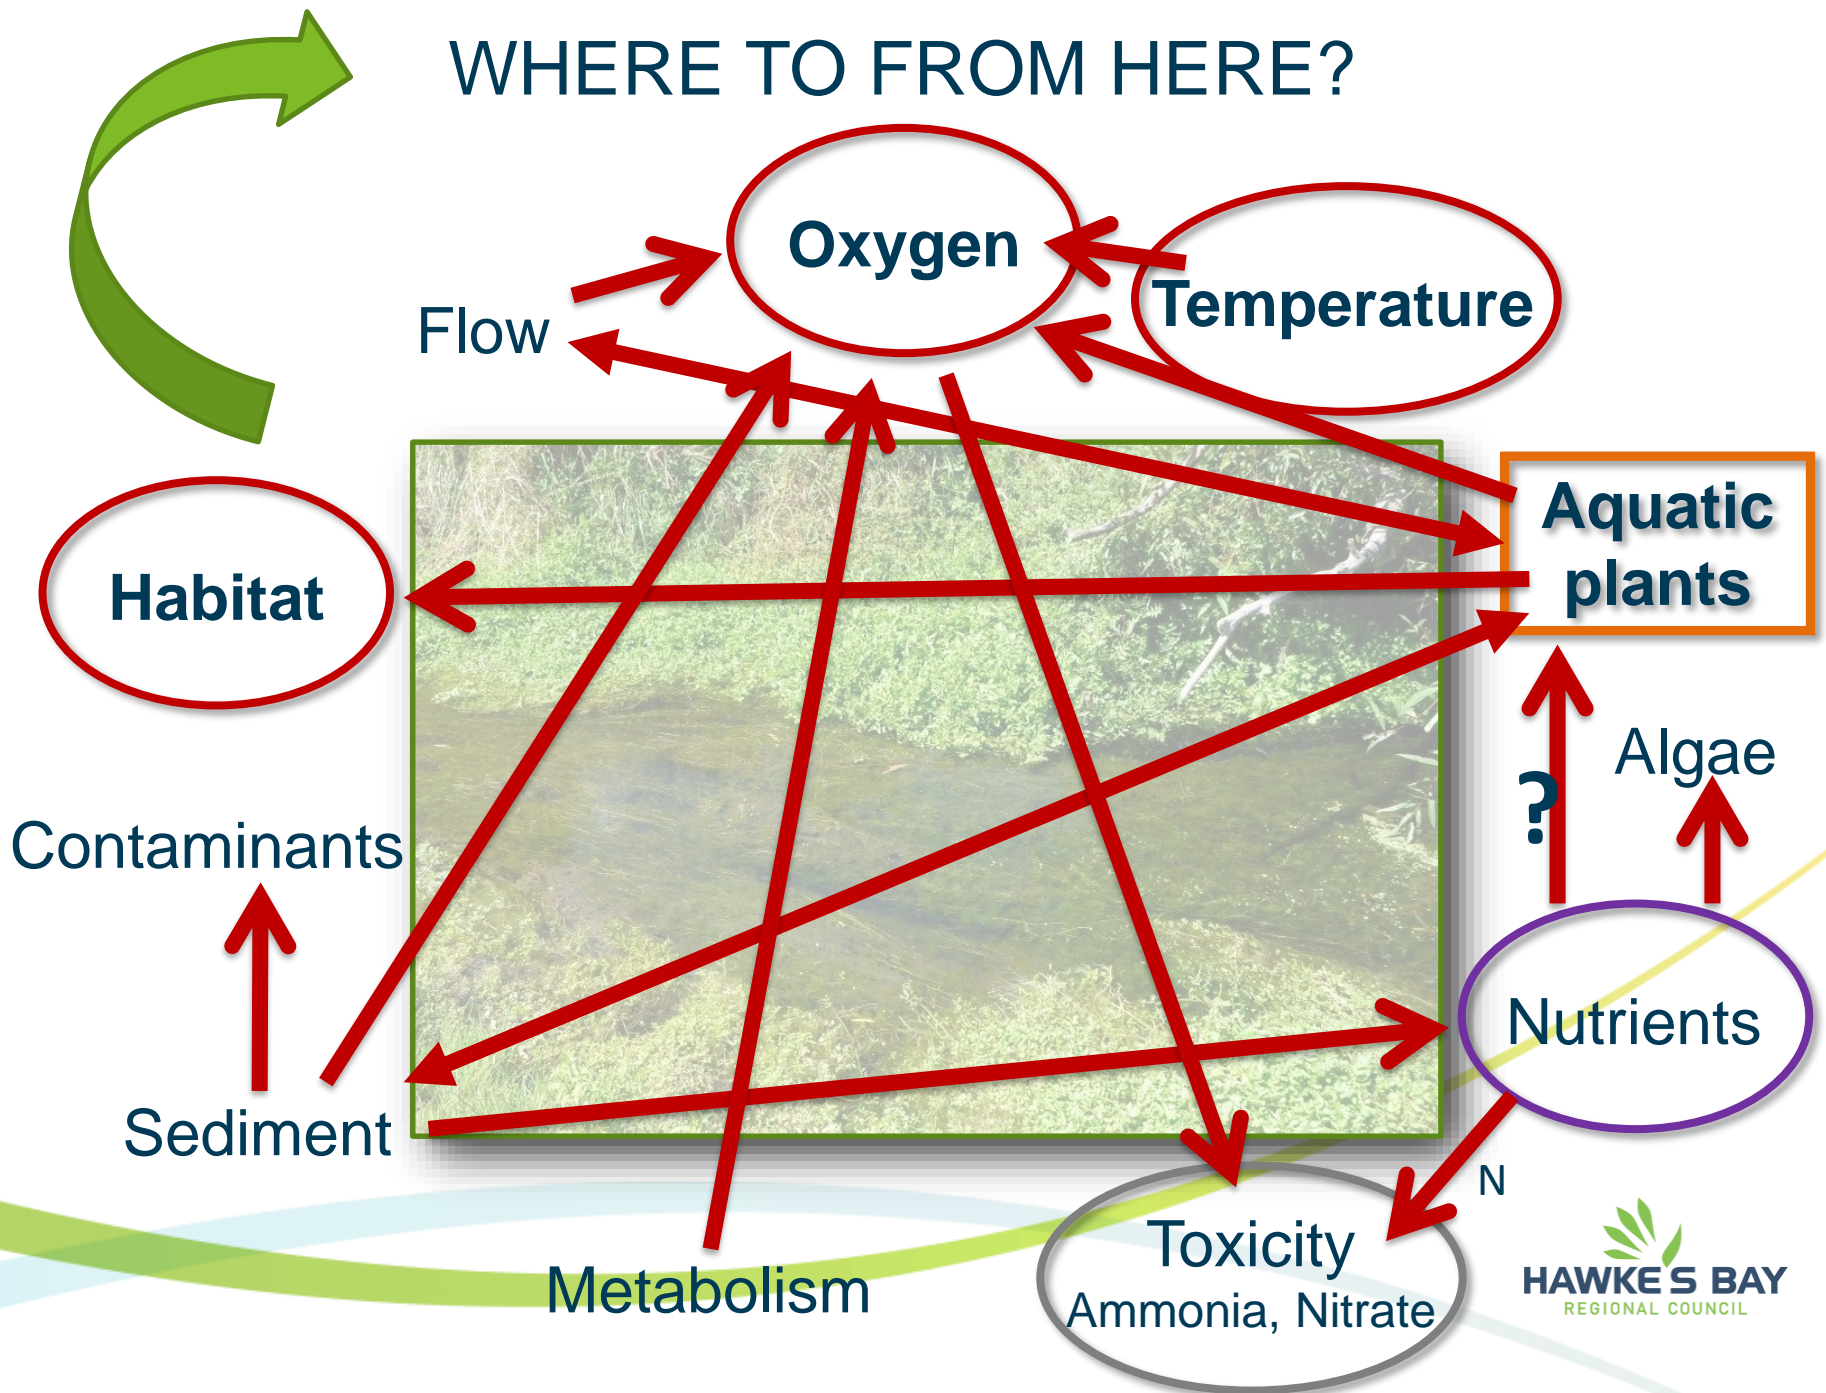 WHERE TO FROM HERE?
Oxygen
Temperature
Flow
Aquatic
plants
Habitat
Algae
?
Contaminants
Nutrients
Sediment
N
Toxicity
Ammonia, Nitrate
Metabolism
HAWKE S BAY
REGIONAL COUNCIL